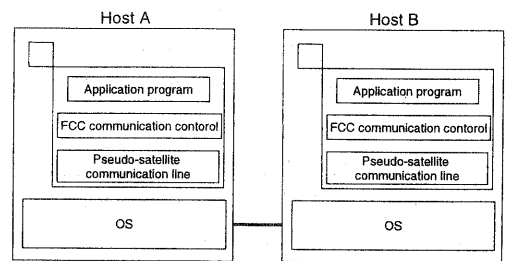 Host A
Host B
Application program
FCC communication contorol
Pseudo-satellite
communication line
OS
Application program
FCC communication contorol
Pseudo-satellite
communication line
OS